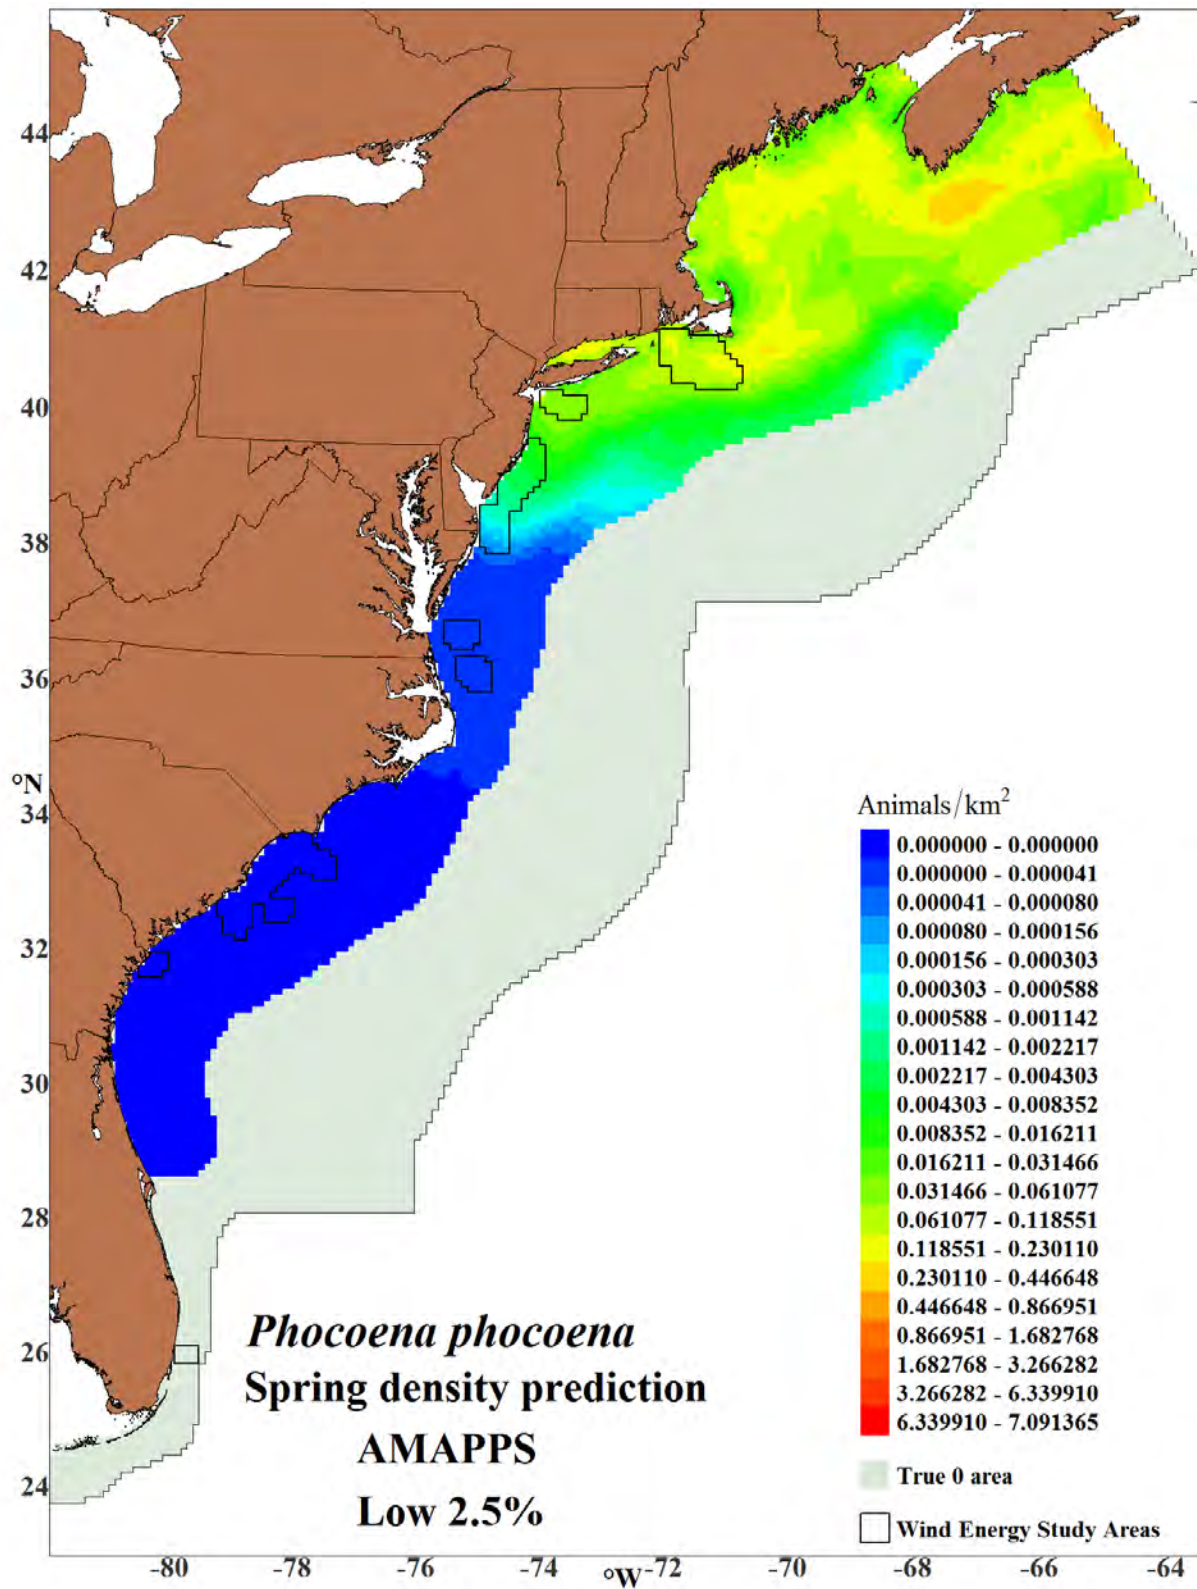 44
42
40
38
36
°N
34
32
30
28
26
24
Animals/km²
0.000000 - 0.000000
0.000000 - 0.000041
0.000041 - 0.000080
0.000080 - 0.000156
0.000156 - 0.000303
0.000303 - 0.000588
0.000588 - 0.001142
0.001142 - 0.002217
0.002217 - 0.004303
0.004303 - 0.008352
0.008352 - 0.016211
0.016211 - 0.031466
0.031466 - 0.061077
0.061077 - 0.118551
0.118551 - 0.230110
0.230110 - 0.446648
0.446648 - 0.866951
0.866951 - 1.682768
1.682768 - 3.266282
3.266282 - 6.339910
6.339910 - 7.091365
True 0 area
Wind Energy Study Areas
Phocoena phocoena
Spring density prediction
AMAPPS
Low 2.5%
-80 -78 -76 -74 -72 -70 -68 -66 -64
°W